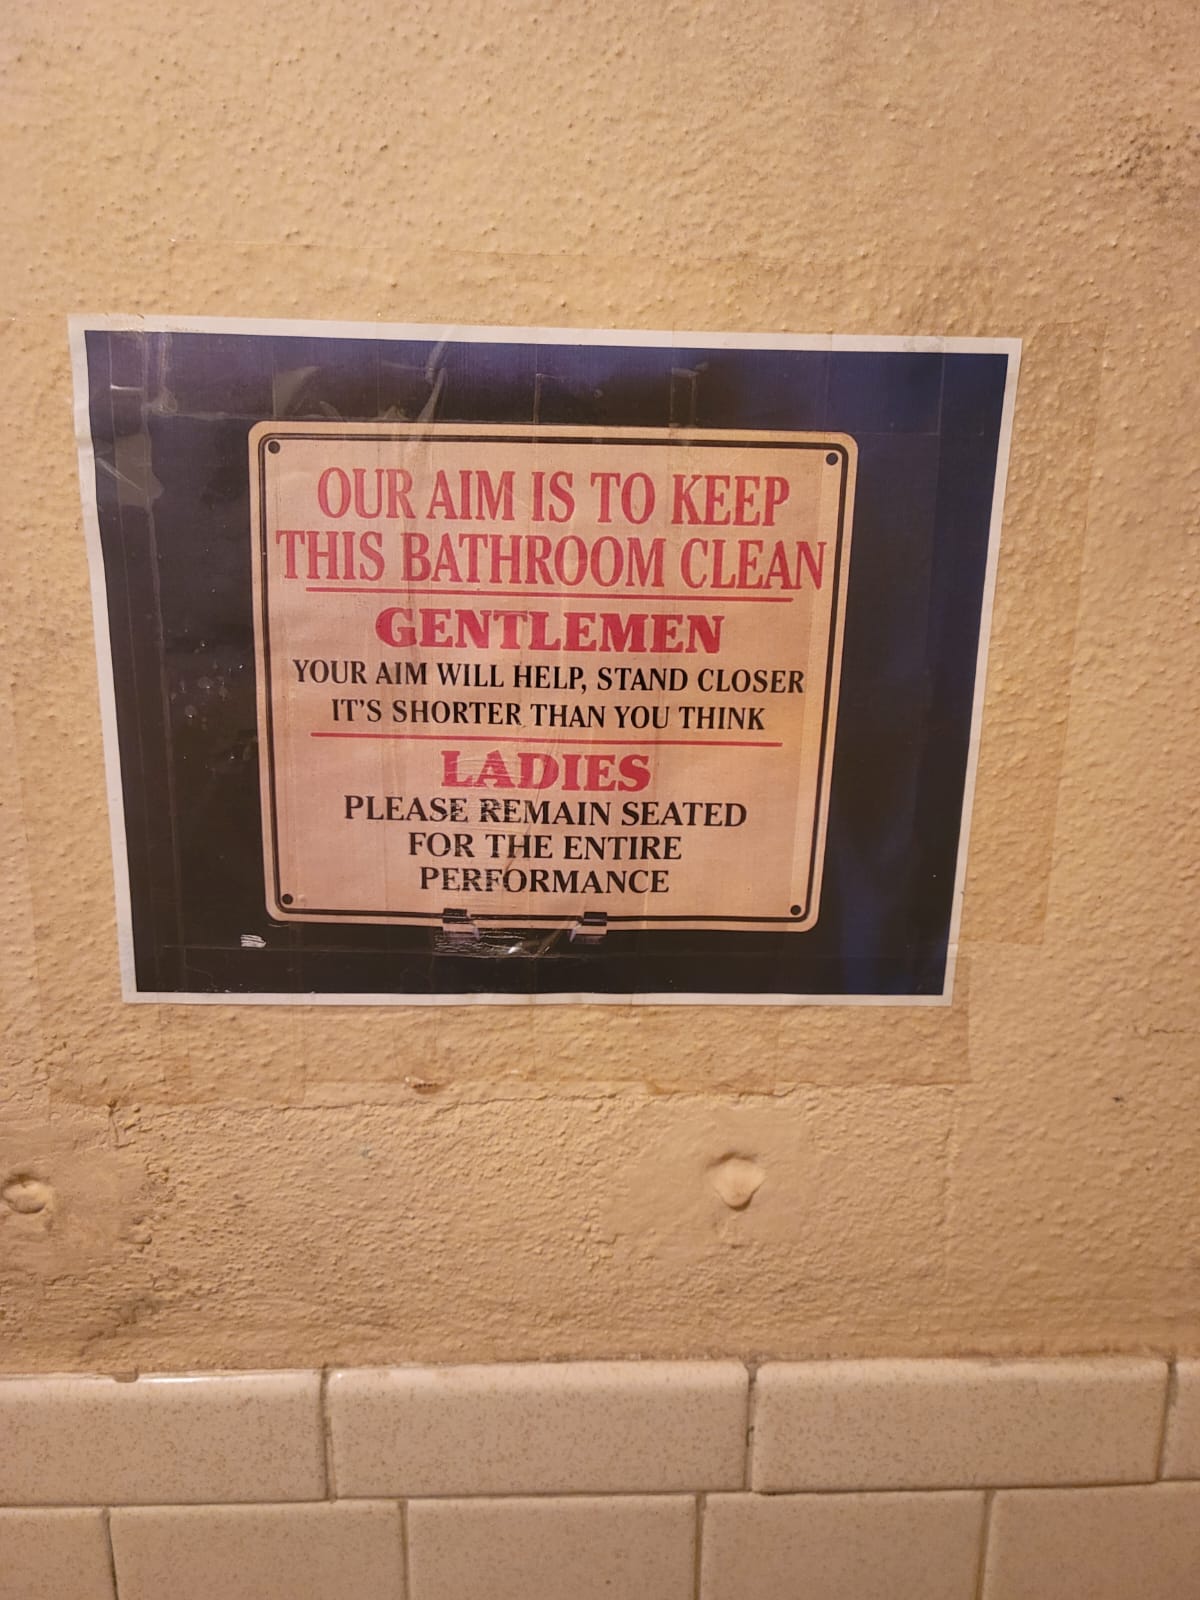 OUR AIM IS TO KEEP
THIS BATHROOM CLEAN
GENTLEMEN
YOUR AIM WILL HELP, STAND CLOSER
IT'S SHORTER THAN YOU THINK
LADIES
PLEASE REMAIN SEATED
FOR THE ENTIRE
PERFORMANCE